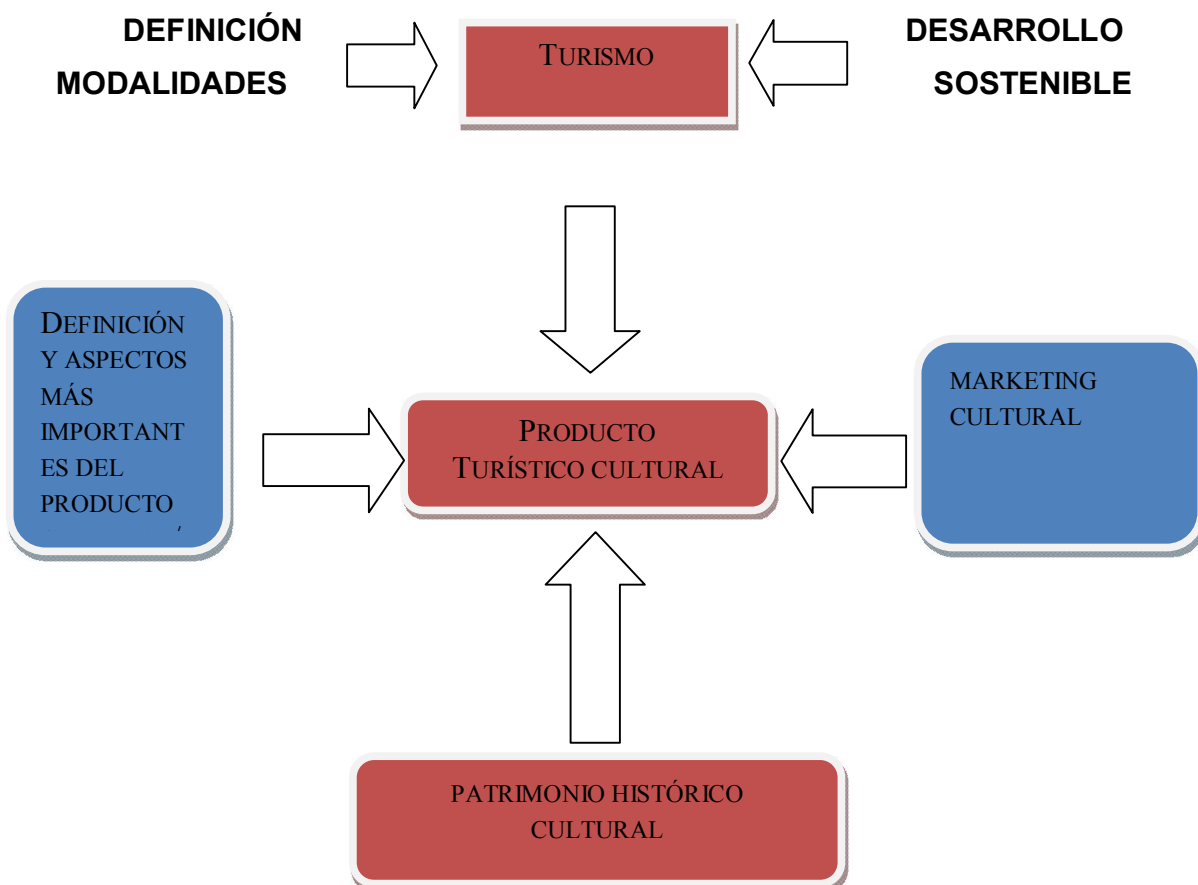 DEFINICIÓN
MODALIDADES
TURISMO
DESARROLLO
SOSTENIBLE
DEFINICIÓN
Y ASPECTOS
MÁS
IMPORTANT
ES DEL
PRODUCTO
PRODUCTO
TURÍSTICO CULTURAL
MARKETING
CULTURAL
PATRIMONIO HISTÓRICO
CULTURAL